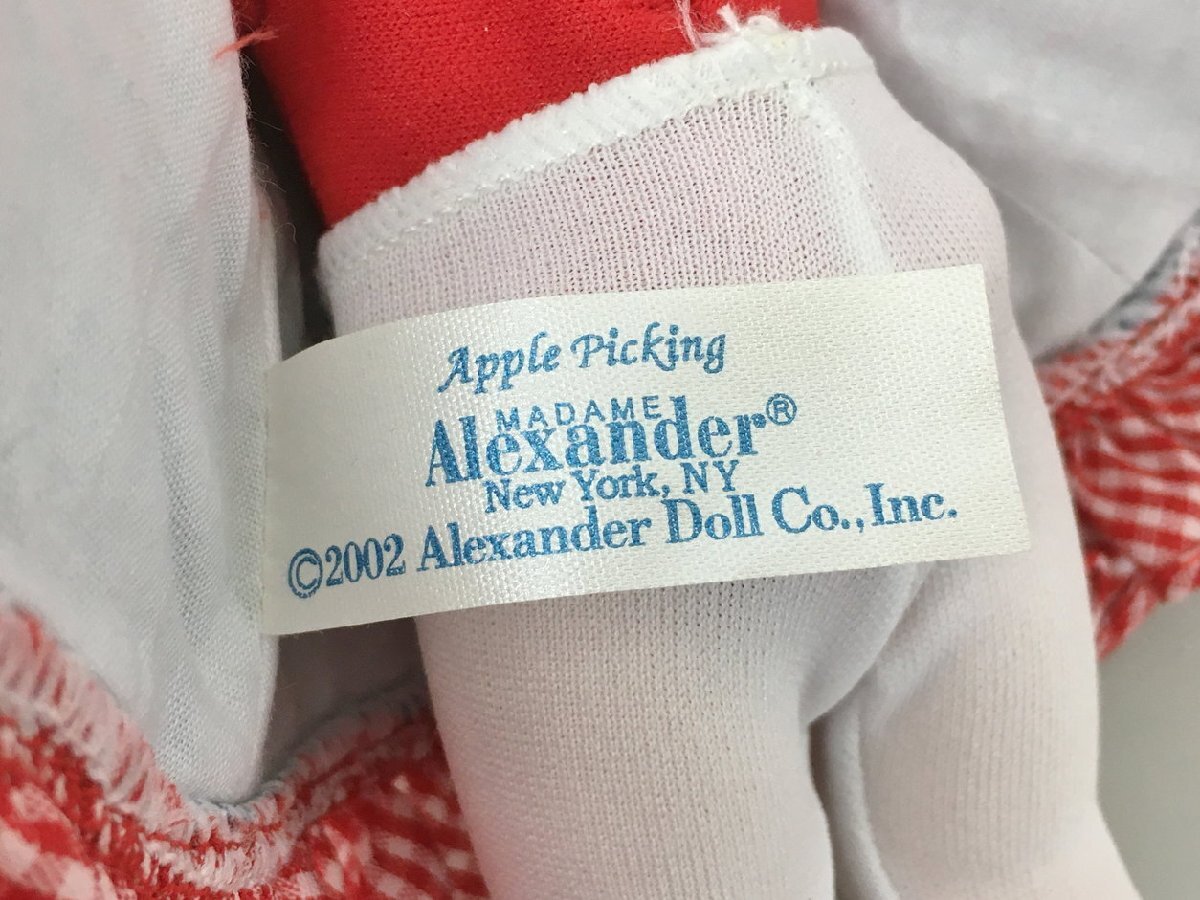 Apple Picking
MADAME
Alexander®
New York, NY
©2002 Alexander Doll Co., Inc.